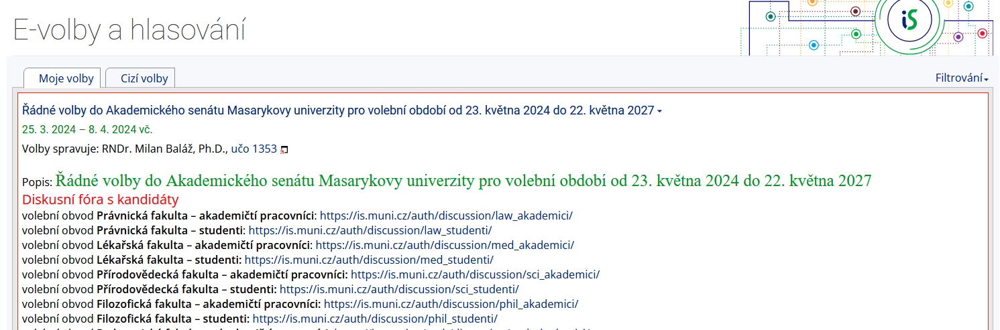 E-volby a hlasování
iS
Moje volby
Cizí volby
Filtrování
Řádné volby do Akademického senátu Masarykovy univerzity pro volební období od 23. května 2024 do 22. května 2027
25. 3. 2024 – 8. 4. 2024 vč.
Volby spravuje: RNDr. Milan Baláž, Ph.D., učo 1353
Popis: Řádné volby do Akademického senátu Masarykovy univerzity pro volební období od 23. května 2024 do 22. května 2027
Diskusní fóra s kandidáty
volební obvod Právnická fakulta – akademičtí pracovníci: https://is.muni.cz/auth/discussion/law_akademici/
volební obvod Právnická fakulta – studenti: https://is.muni.cz/auth/discussion/law_studenti/
volební obvod Lékařská fakulta – akademičtí pracovníci: https://is.muni.cz/auth/discussion/med_akademici/
volební obvod Lékařská fakulta – studenti: https://is.muni.cz/auth/discussion/med_studenti/
volební obvod Přírodovědecká fakulta – akademičtí pracovníci: https://is.muni.cz/auth/discussion/sci_akademici/
volební obvod Přírodovědecká fakulta – studenti: https://is.muni.cz/auth/discussion/sci_studenti/
volební obvod Filozofická fakulta – akademičtí pracovníci: https://is.muni.cz/auth/discussion/phil_akademici/
volební obvod Filozofická fakulta – studenti: https://is.muni.cz/auth/discussion/phil_studenti/